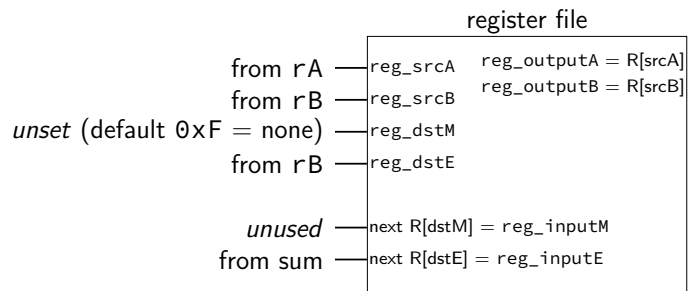 register file
from rA reg_srcA reg_outputA = R[srcA]
from rB reg_srcB reg_outputB = R[srcB]
unset (default 0xF = none) reg_dstM
from rB reg_dstE
unused next R[dstM] = reg_inputM
from sum next R[dstE] = reg_inputE